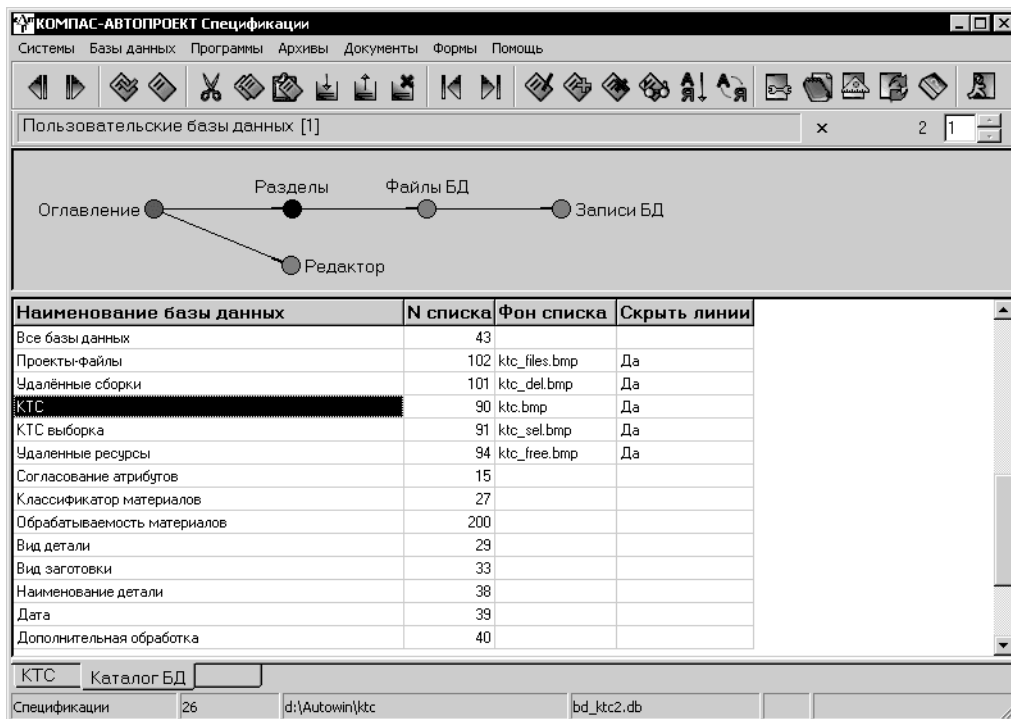 КОМПАС-АВТОПРОЕКТ Спецификации
Системы Базы данных Программы Архивы Документы Формы Помощь
Пользовательские базы данных [1] × 2 1
Разделы Файлы БД
Оглавление Записи БД
Редактор
Наименование базы данных N списка Фон списка Скрыть линии
Все базы данных 43
Проекты-файлы 102 ktc_files.bmp Да
Удалённые сборки 101 ktc_del.bmp Да
КТС 90 ktc.bmp Да
КТС выборка 91 ktc_sel.bmp Да
Удаленные ресурсы 94 ktc_free.bmp Да
Согласование атрибутов 15
Классификатор материалов 27
Обрабатываемость материалов 200
Вид детали 29
Вид заготовки 33
Наименование детали 38
Дата 39
Дополнительная обработка 40
КТС Каталог БД
Спецификации 26 d:\Autowin\ktc bd_ktc2.db